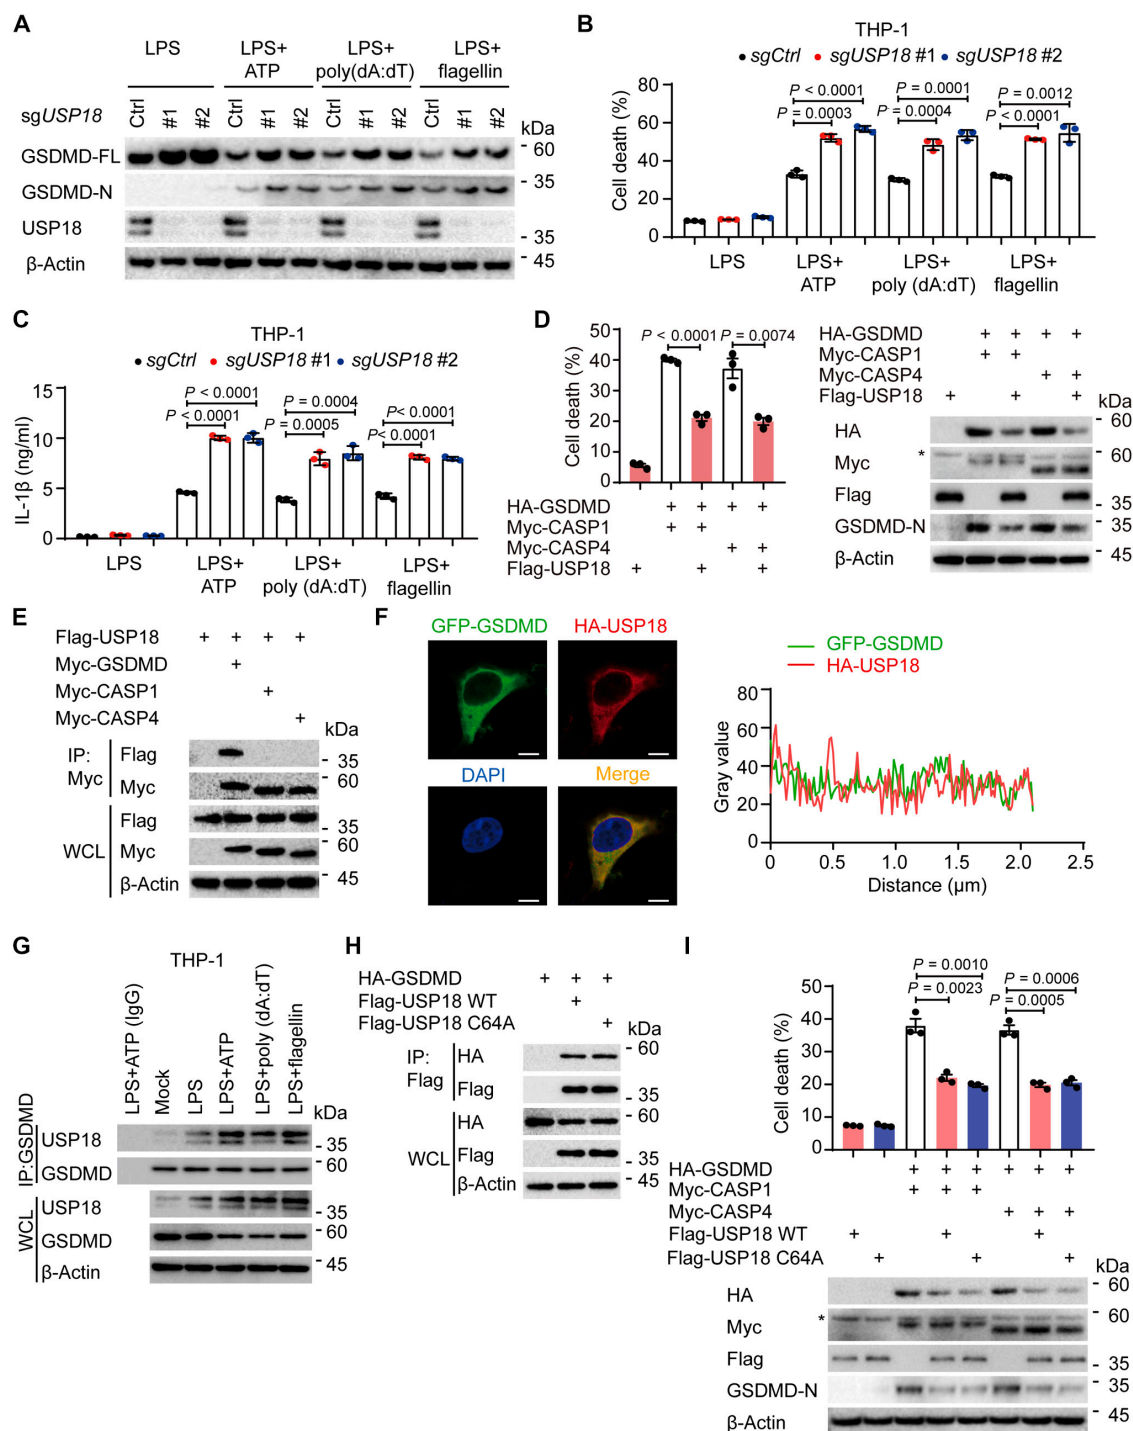 A
LPS
LPS+ ATP
LPS+ poly(dA:dT)
LPS+ flagellin
sgUSP18
Ctrl #1 #2 Ctrl #1 #2 Ctrl #1 #2 Ctrl #1 #2
kDa
GSDMD-FL
- 60
GSDMD-N
- 35
USP18
- 35
β-Actin
- 45
B
THP-1
● sgCtrl ● sgUSP18 #1 ● sgUSP18 #2
P < 0.0001
P = 0.0003
P = 0.0001
P = 0.0004
P = 0.0012
P <0.0001
Cell death (%)
80
60
40
20
0
LPS
LPS+ ATP
LPS+ poly (dA:dT)
LPS+ flagellin
C
THP-1
● sgCtrl ● sgUSP18 #1 ● sgUSP18 #2
P < 0.0001
P < 0.0001
P = 0.0004
P = 0.0005
P< 0.0001
P <0.0001
IL-1β (ng/ml)
15
10
5
0
LPS
LPS+ ATP
LPS+ poly (dA:dT)
LPS+ flagellin
D
P < 0.0001
P = 0.0074
Cell death (%)
50
40
30
20
10
0
HA-GSDMD + + + +
Myc-CASP1 + +
Myc-CASP4 + +
Flag-USP18 + + +
HA-GSDMD + + + +
Myc-CASP1 + +
Myc-CASP4 + +
Flag-USP18 + + +
kDa
HA
- 60
* Myc
- 60
Flag
- 35
GSDMD-N
- 35
β-Actin
- 45
E
Flag-USP18 + + + +
Myc-GSDMD +
Myc-CASP1 +
Myc-CASP4 +
kDa
IP: Myc
Flag
- 35
Myc
- 60
WCL
Flag
- 35
Myc
- 60
β-Actin
- 45
F
GFP-GSDMD
HA-USP18
DAPI
Merge
GFP-GSDMD
HA-USP18
Gray value
80
60
40
20
0
0 0.5 1.0 1.5 2.0 2.5
Distance (μm)
G
THP-1
LPS+ATP (IgG)
Mock
LPS
LPS+ATP
LPS+poly (dA:dT)
LPS+flagellin
kDa
IP:GSDMD
USP18
- 35
GSDMD
- 60
WCL
USP18
- 35
GSDMD
- 60
β-Actin
- 45
H
HA-GSDMD + + +
Flag-USP18 WT +
Flag-USP18 C64A +
kDa
IP: Flag
HA
- 60
Flag
- 35
WCL
HA
- 60
Flag
- 35
β-Actin
- 45
I
P = 0.0010
P = 0.0023
P = 0.0006
P = 0.0005
Cell death (%)
50
40
30
20
10
0
HA-GSDMD + + + + + +
Myc-CASP1 + + +
Myc-CASP4 + + +
Flag-USP18 WT + + +
Flag-USP18 C64A + + +
kDa
HA
- 60
* Myc
- 60
Flag
- 35
GSDMD-N
- 35
β-Actin
- 45